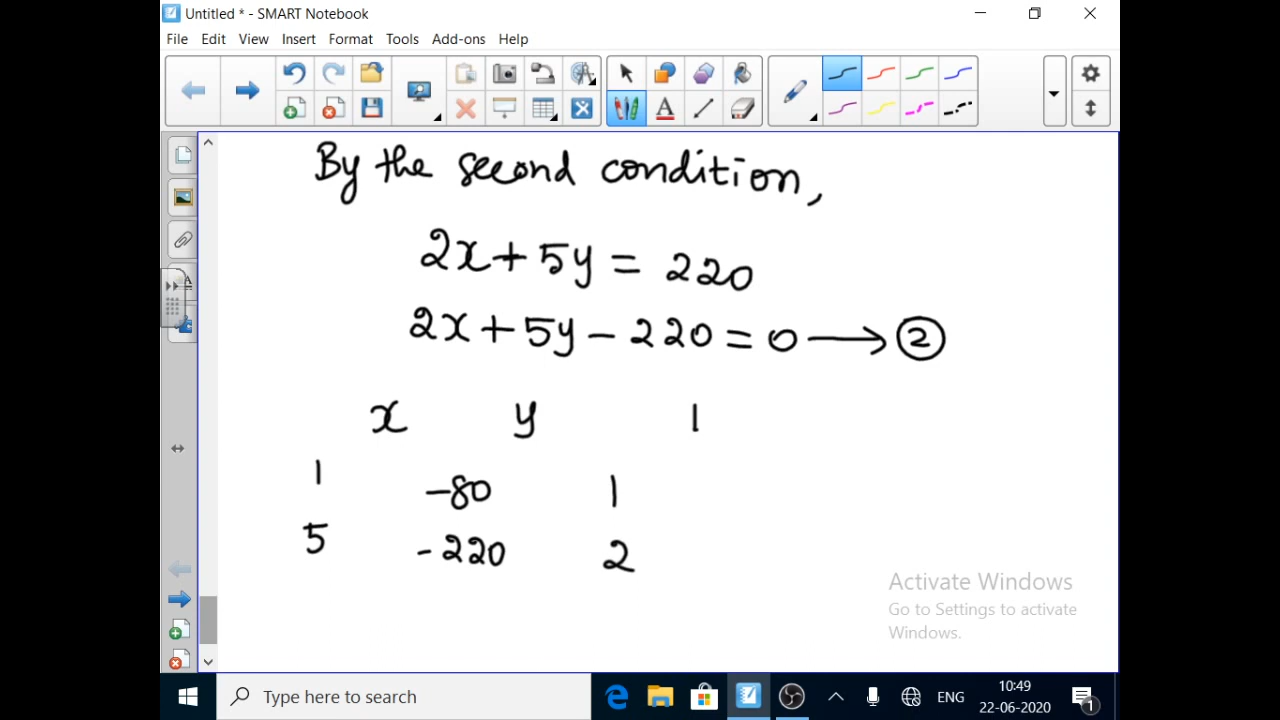 Untitled * - SMART Notebook
File Edit View Insert Format Tools Add-ons Help
By the second condition,
2x + 5y = 220
2x + 5y - 220 = 0 → ②
x y 1
1 -80 1
5 -220 2
Activate Windows
Go to Settings to activate
Windows.
Type here to search
ENG
10:49
22-06-2020
1